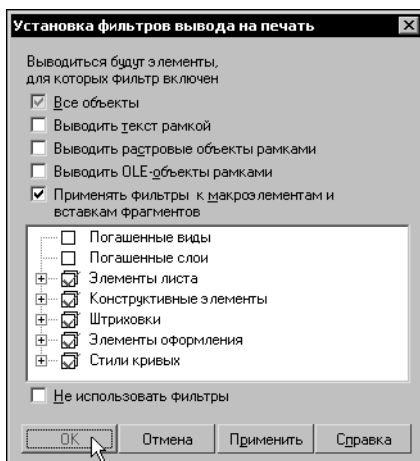 Установка фильтров вывода на печать
Выводиться будут элементы,
для которых фильтр включен
Все объекты
Выводить текст рамкой
Выводить растровые объекты рамками
Выводить OLE-объекты рамками
Применять фильтры к макроэлементам и
вставкам фрагментов
Погашенные виды
Погашенные слои
Элементы листа
Конструктивные элементы
Штриховки
Элементы оформления
Стили кривых
Не использовать фильтры
OK Отмена Применить Справка